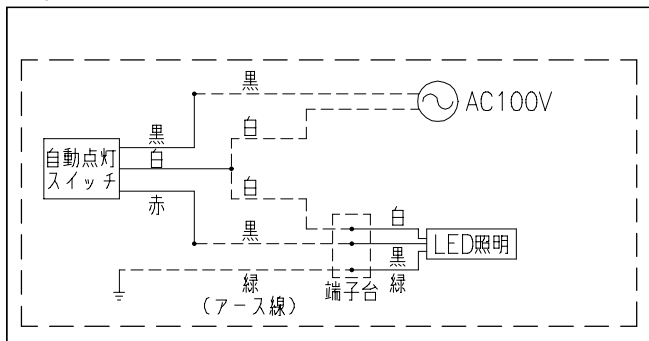 黒
AC100V
白
黒
自動点灯
スイッチ
白
赤
白
白
黒
LED照明
黒
緑
(アース線)
端子台
緑